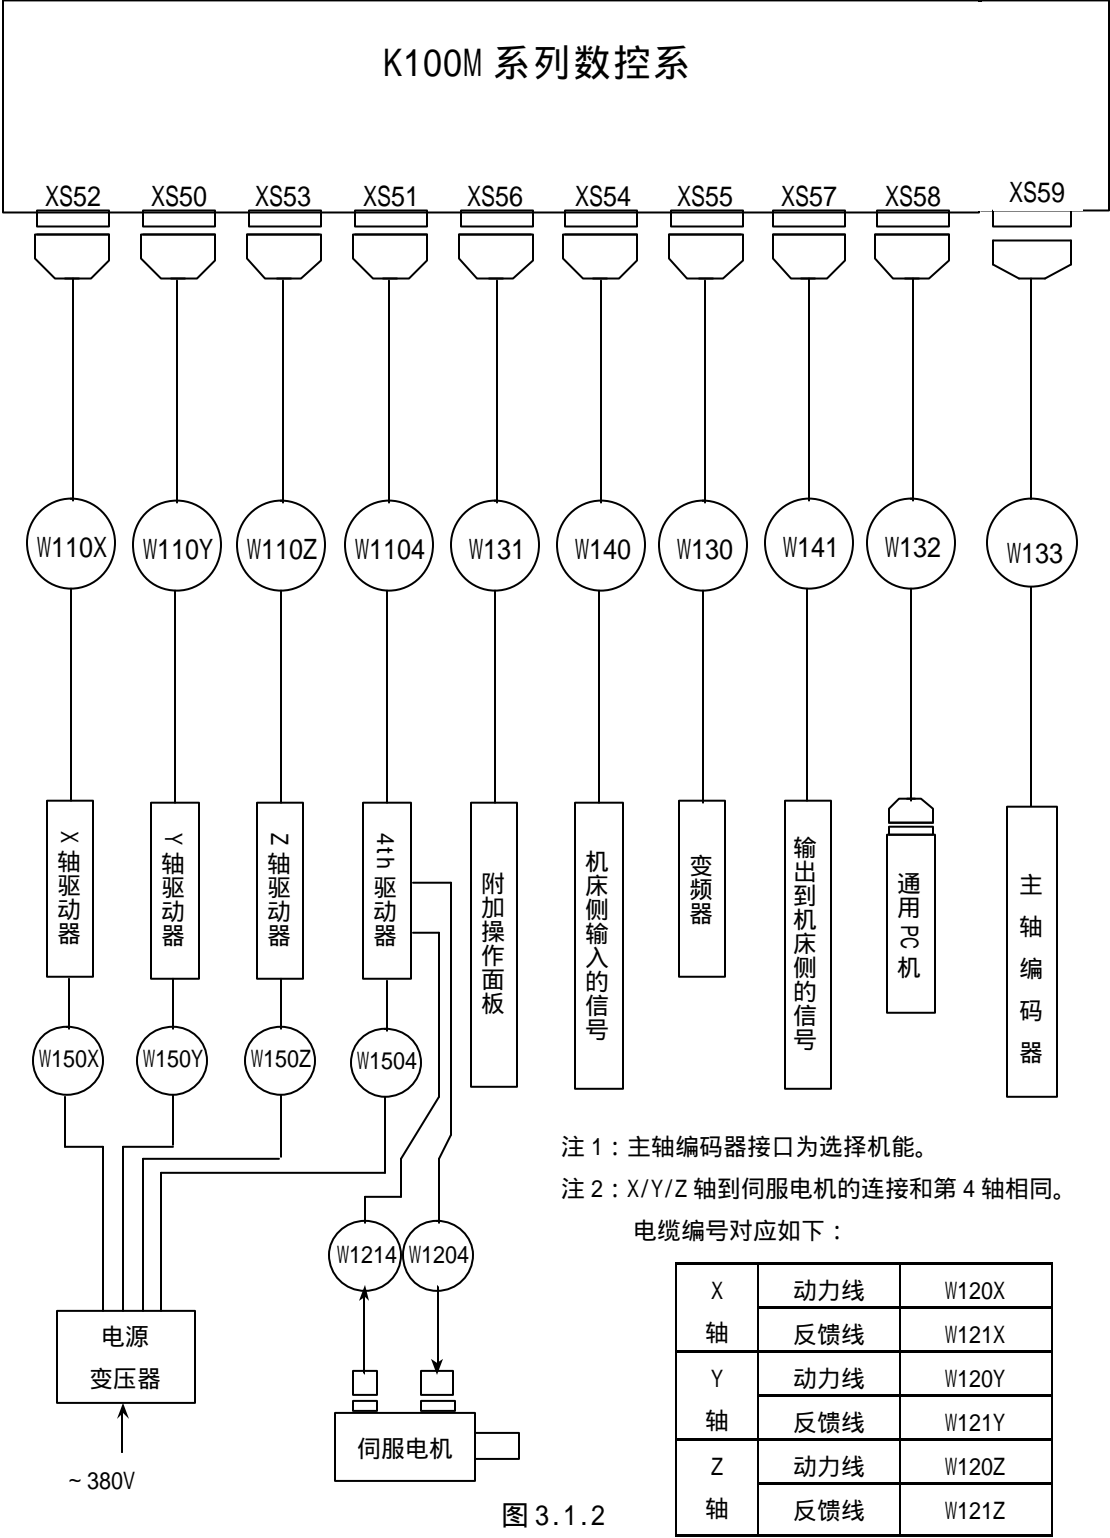 K100M 系列数控系
XS52 XS50 XS53 XS51 XS56 XS54 XS55 XS57 XS58 XS59
W110X W110Y W110Z W1104 W131 W140 W130 W141 W132 W133
X 轴驱动器
Y 轴驱动器
Z 轴驱动器
4th 驱动器
附加操作面板
机床侧输入的信号
变频器
输出到机床侧的信号
通用 PC 机
主轴编码器
W150X W150Y W150Z W1504
注 1：主轴编码器接口为选择机能。
注 2：X/Y/Z 轴到伺服电机的连接和第 4 轴相同。
电缆编号对应如下：
W1214 W1204
X轴 动力线 W120X
反馈线 W121X
Y轴 动力线 W120Y
反馈线 W121Y
Z轴 动力线 W120Z
反馈线 W121Z
电源
变压器
伺服电机
~380V
图 3.1.2